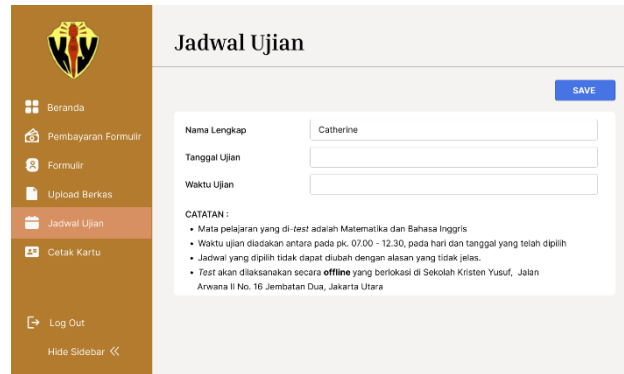 KY
Jadwal Ujian
SAVE
Beranda
Pembayaran Formulir
Formulir
Upload Berkas
Jadwal Ujian
Cetak Kartu
Log Out
Hide Sidebar
Nama Lengkap
Catherine
Tanggal Ujian
Waktu Ujian
CATATAN :
• Mata pelajaran yang di-test adalah Matematika dan Bahasa Inggris
• Waktu ujian diadakan antara pada pk. 07.00 - 12.30, pada hari dan tanggal yang telah dipilih
• Jadwal yang dipilih tidak dapat diubah dengan alasan yang tidak jelas.
• Test akan dilaksanakan secara offline yang berlokasi di Sekolah Kristen Yusuf, Jalan
Arwana II No. 16 Jembatan Dua, Jakarta Utara